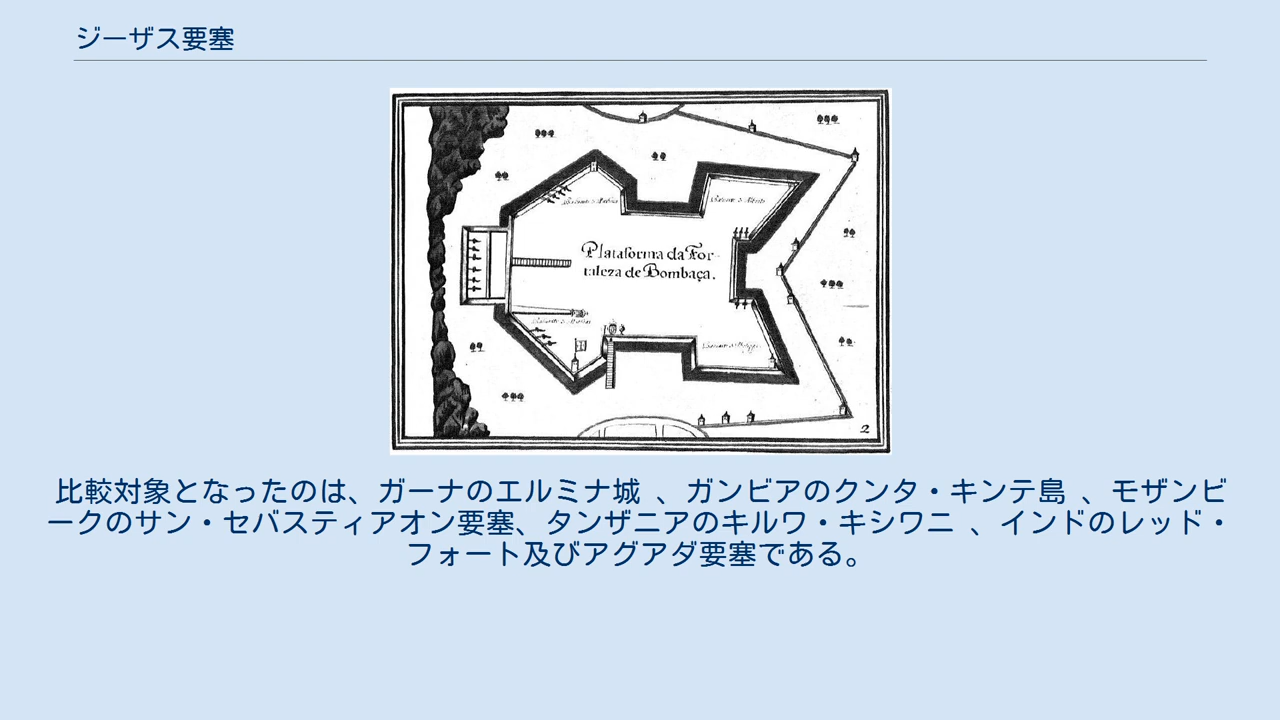 ジーザス要塞
Plataforma da For-
taleza de Bombaça.
2
比較対象となったのは、ガーナのエルミナ城 、ガンビアのクンタ・キンテ島 、モザンビ
ークのサン・セバスティアオン要塞、タンザニアのキルワ・キシワニ 、インドのレッド・
フォート及びアグアダ要塞である。